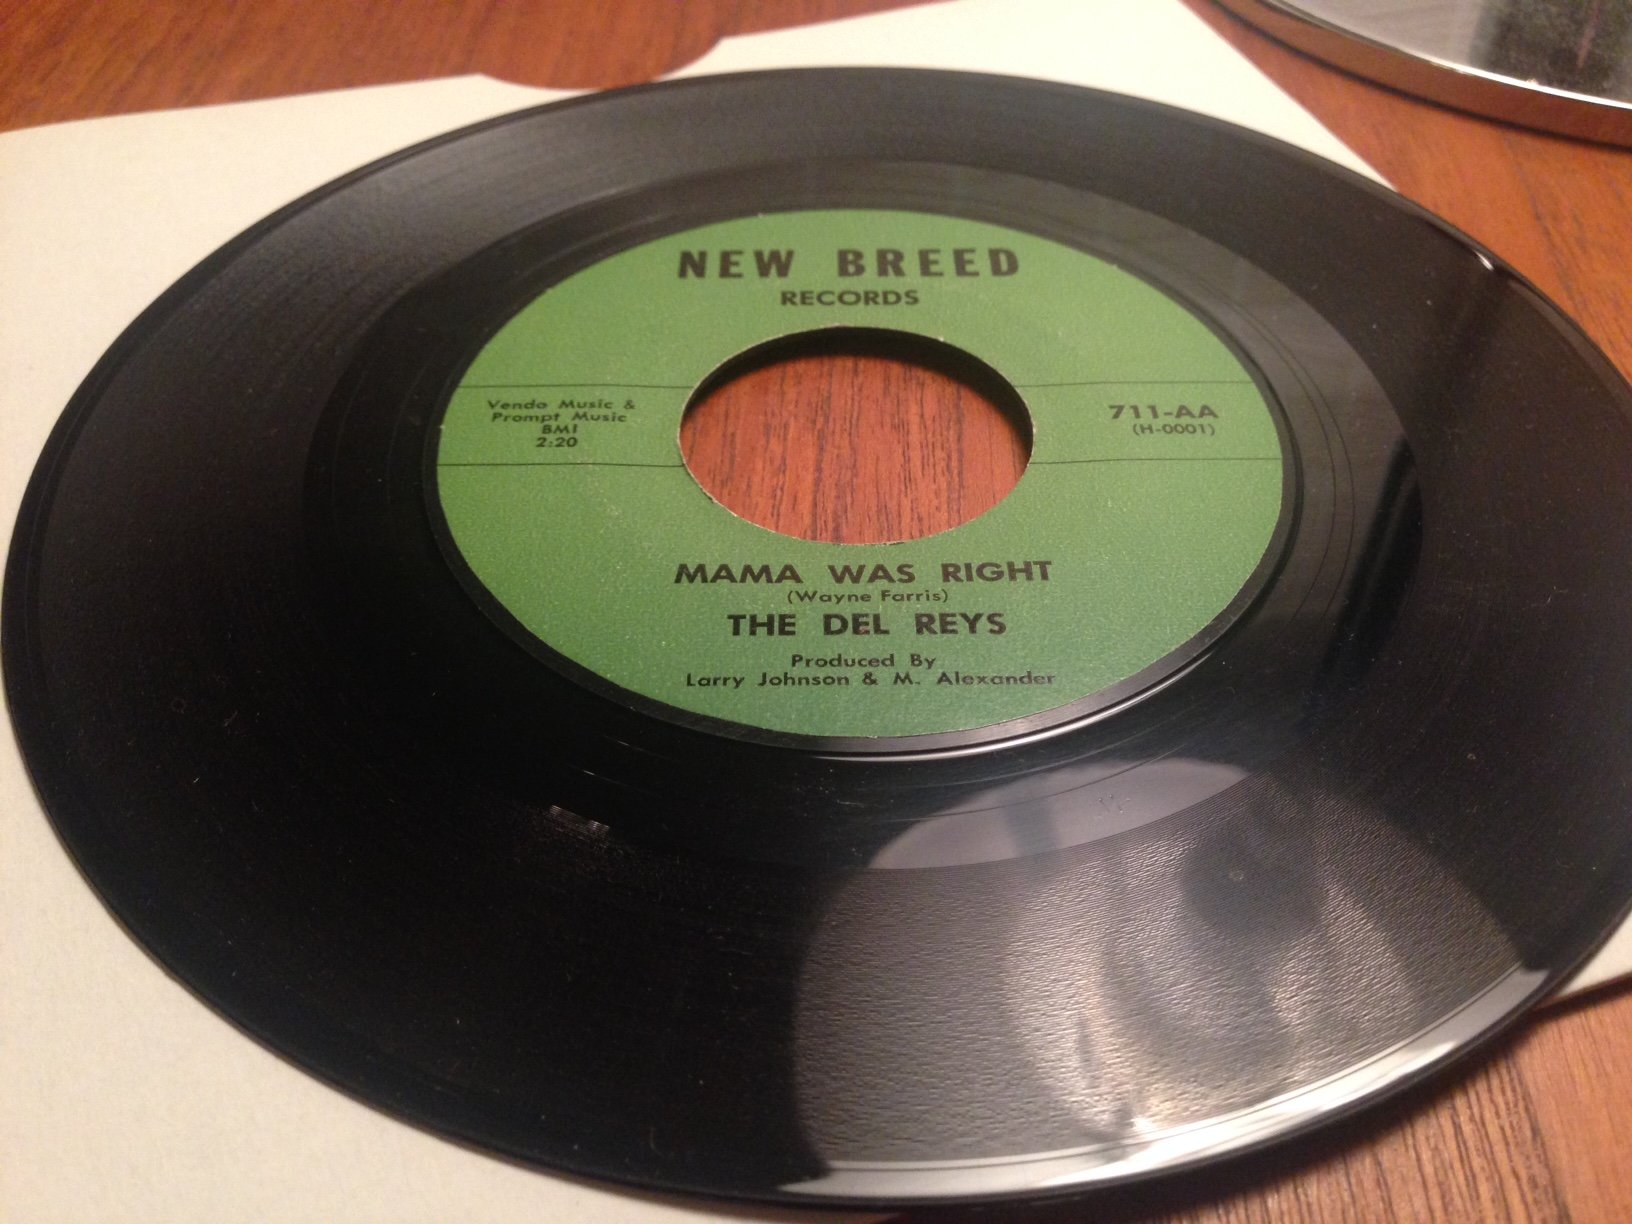 NEW BREED
RECORDS
Vendo Music &
Prompt Music
BMI
2:20
711-AA
(H-0001)
MAMA WAS RIGHT
(Wayne Farris)
THE DEL REYS
Produced By
Larry Johnson & M. Alexander